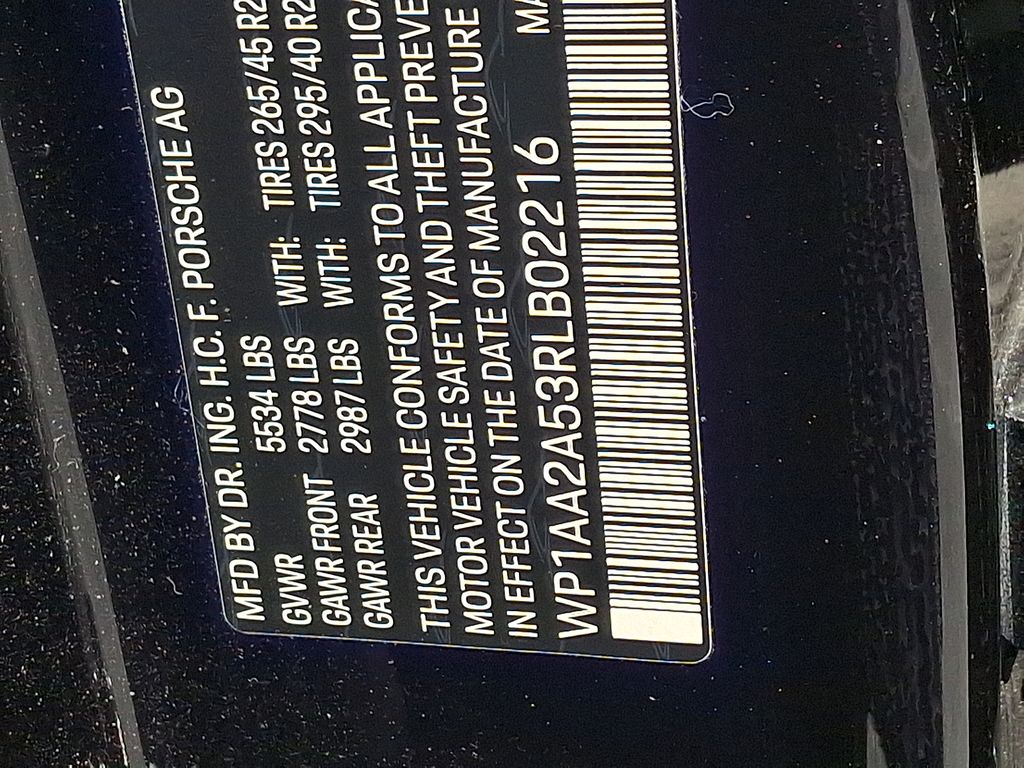 MFD BY DR. ING. H.C. F. PORSCHE AG
GVWR 5534 LBS
GAWR FRONT 2778 LBS WITH: TIRES 265/45 R2
GAWR REAR 2987 LBS WITH: TIRES 295/40 R2
THIS VEHICLE CONFORMS TO ALL APPLICA
MOTOR VEHICLE SAFETY AND THEFT PREVE
IN EFFECT ON THE DATE OF MANUFACTURE
WP1AA2A53RLB02216 MA